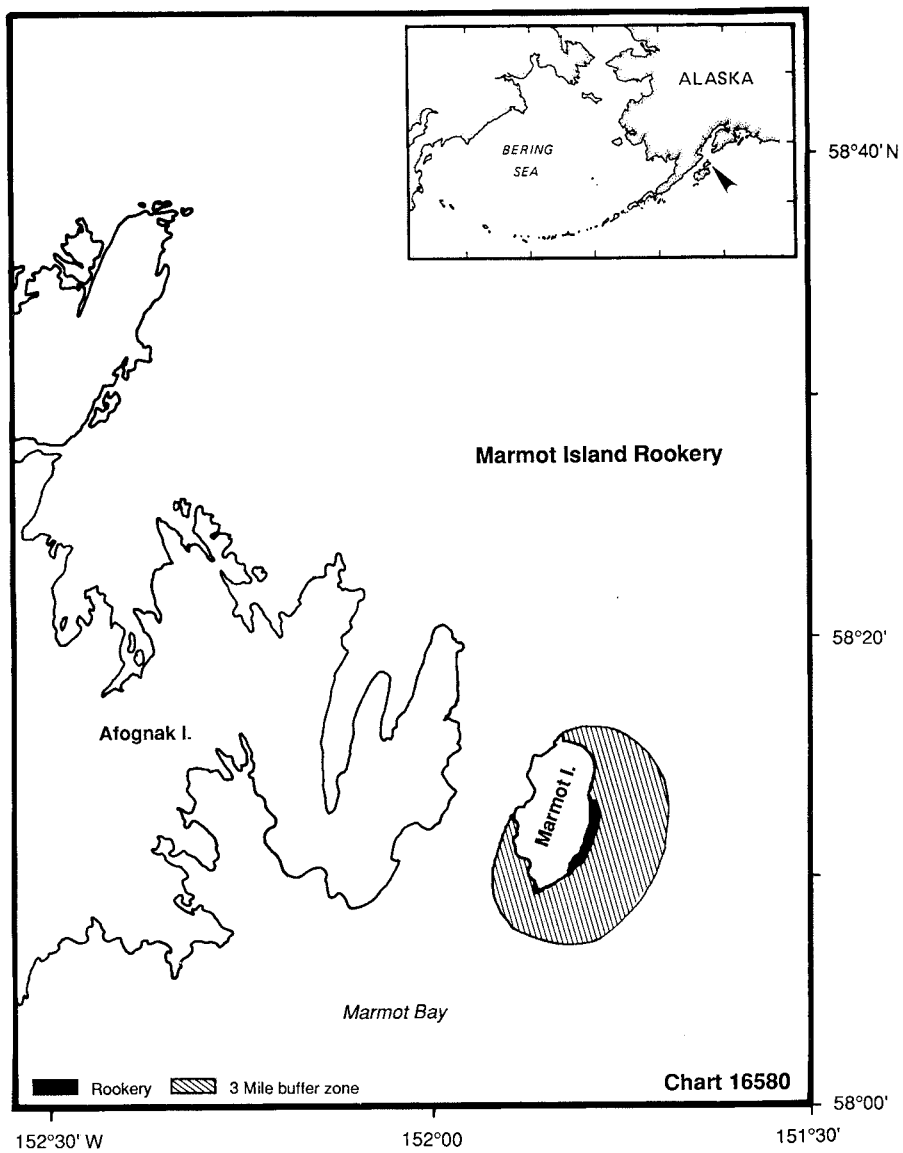 ALASKA
BERING
SEA
58°40' N
Marmot Island Rookery
58°20'
Afognak I.
Marmot I.
Marmot Bay
Rookery
3 Mile buffer zone
Chart 16580
58°00'
152°30' W
152°00
151°30'